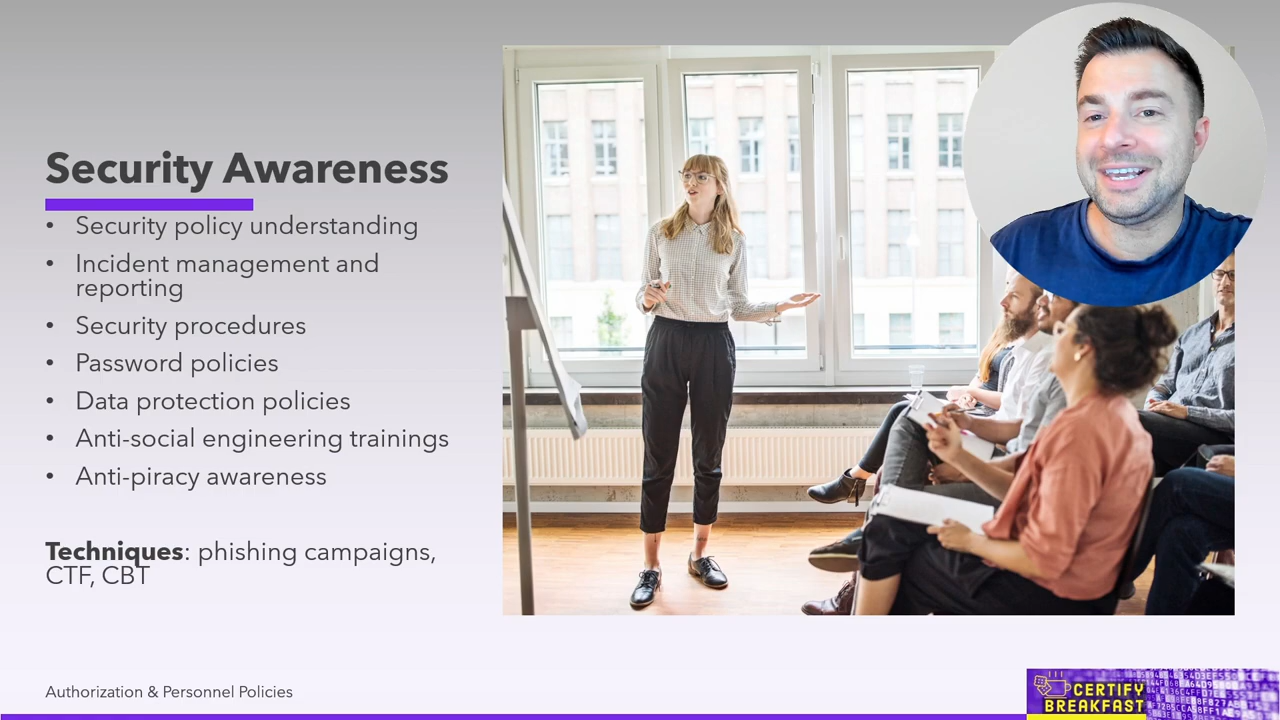 Security Awareness
• Security policy understanding
• Incident management and
reporting
• Security procedures
• Password policies
• Data protection policies
• Anti-social engineering trainings
• Anti-piracy awareness
Techniques: phishing campaigns,
CTF, CBT
Authorization & Personnel Policies
CERTIFY
BREAKFAST